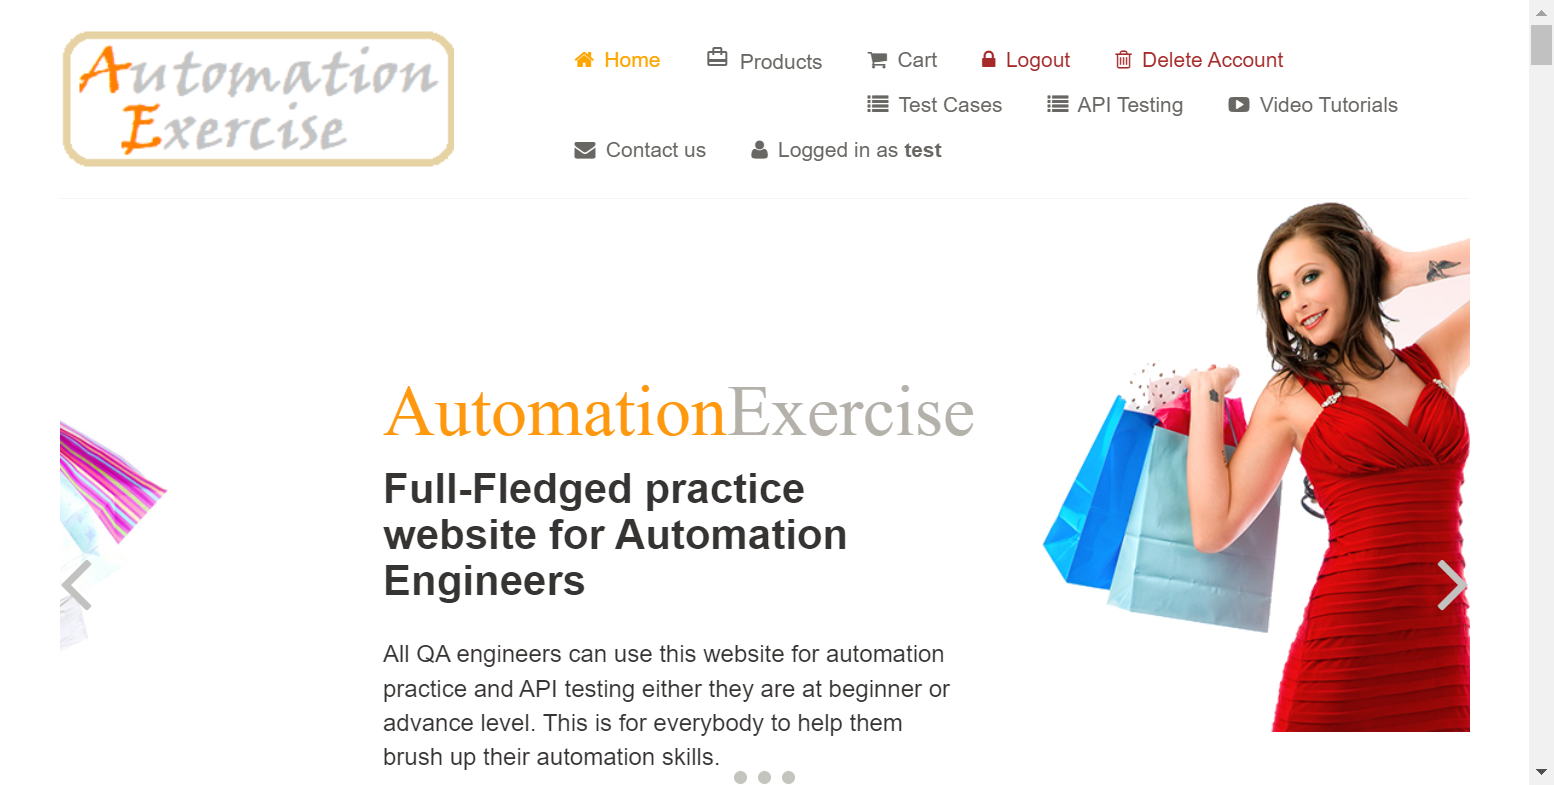 Automation
Exercise
Home Products Cart Logout Delete Account
Test Cases API Testing Video Tutorials
Contact us Logged in as test
AutomationExercise
Full-Fledged practice
website for Automation
Engineers
All QA engineers can use this website for automation
practice and API testing either they are at beginner or
advance level. This is for everybody to help them
brush up their automation skills.